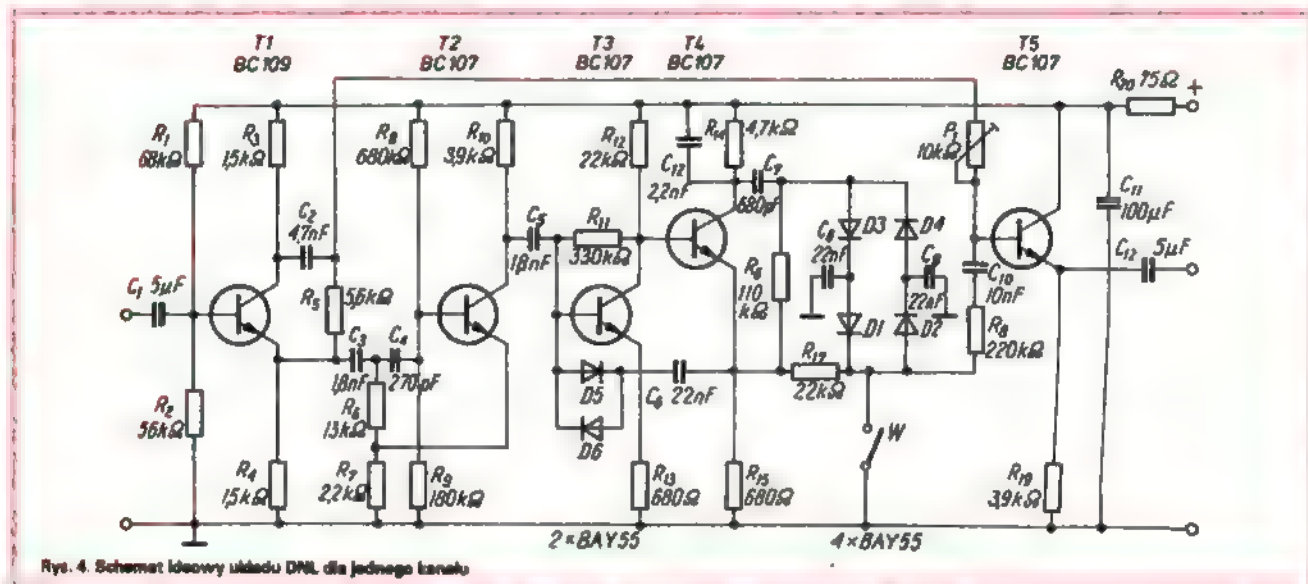 T1
BC109
T2
BC107
T3
BC107
T4
BC107
T5
BC107
R20 75Ω
+
R1
68kΩ
R3
1,5kΩ
R8
680kΩ
R10
3,9kΩ
R12
22kΩ
C12
2,2nF
R14
4,7kΩ
C7
680pF
P1
10kΩ
C11
100µF
C2
4,7nF
C5
1,8nF
R11
330kΩ
D3
D4
C8
22nF
C9
22nF
C12 5µF
C1 5µF
R5
5,6kΩ
R6
110
kΩ
C10
10nF
D1
D2
R8
220kΩ
C3
1,8nF
C4
270pF
R17
22kΩ
D5
D6
C6
22nF
R2
56kΩ
R6
13kΩ
W
R4
1,5kΩ
R7
2,2kΩ
R9
180kΩ
R13
680Ω
R15
680Ω
R19
3,9kΩ
2×BAY55
4×BAY55
Rys. 4. Schemat ideowy układu DNL dla jednego kanału